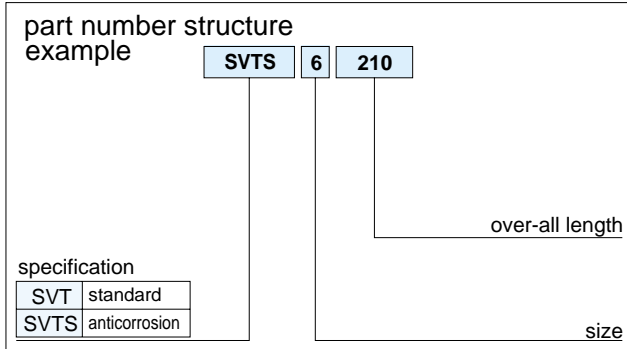 part number structure
example
SVTS 6 210
over-all length
specification
SVT standard
SVTS anticorrosion
size